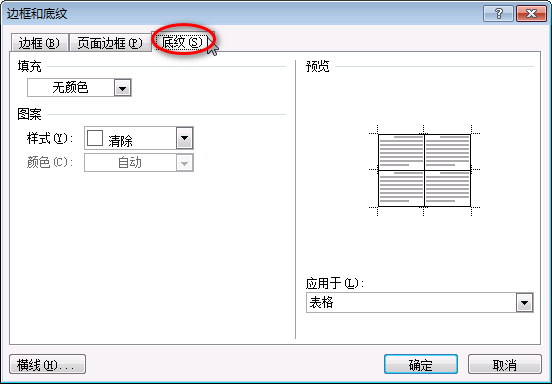 边框和底纹
边框(B) 页面边框(P) 底纹(S)
填充
无颜色
图案
样式(Y): 清除
颜色(C): 自动
预览
应用于(L):
表格
横线(H)... 确定 取消